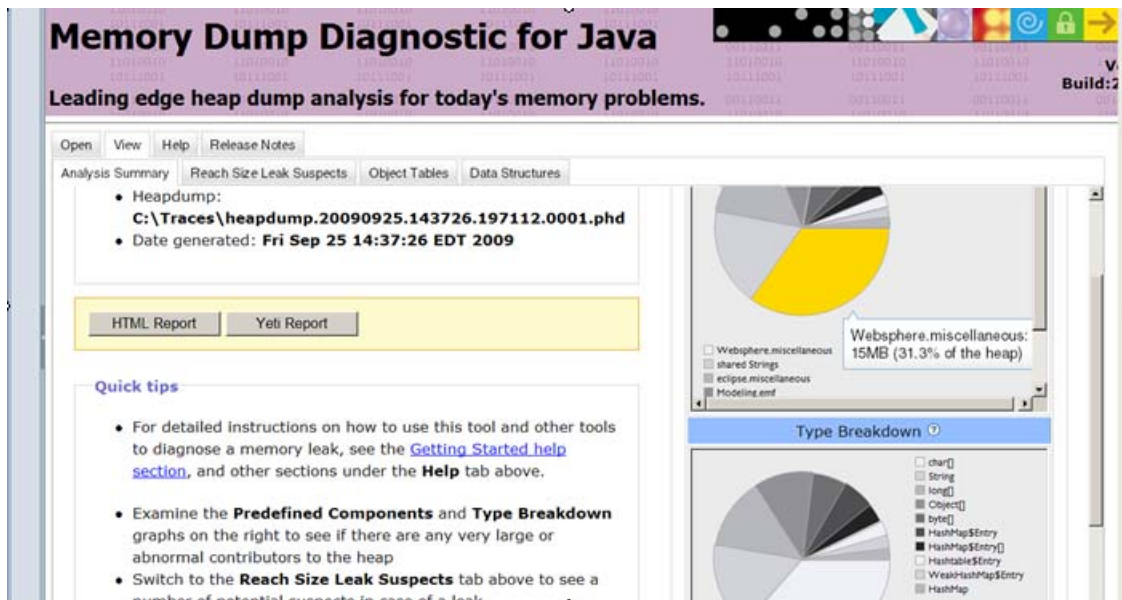 Memory Dump Diagnostic for Java
Leading edge heap dump analysis for today's memory problems.
Build:2
Open View Help Release Notes
Analysis Summary Reach Size Leak Suspects Object Tables Data Structures
• Heapdump:
C:\Traces\heapdump.20090925.143726.197112.0001.phd
• Date generated: Fri Sep 25 14:37:26 EDT 2009
HTML Report Yeti Report
Quick tips
• For detailed instructions on how to use this tool and other tools
to diagnose a memory leak, see the Getting Started help
section, and other sections under the Help tab above.
• Examine the Predefined Components and Type Breakdown
graphs on the right to see if there are any very large or
abnormal contributors to the heap
• Switch to the Reach Size Leak Suspects tab above to see a
number of potential suspects in case of a leak
Websphere.miscellaneous:
15MB (31.3% of the heap)
Websphere.miscellaneous
shared Strings
eclipse.miscellaneous
Modeling.emf
Type Breakdown
char[]
String
long[]
Object[]
byte[]
HashMap$Entry
HashMap$Entry[]
Hashtable$Entry
WeakHashMap$Entry
HashMap